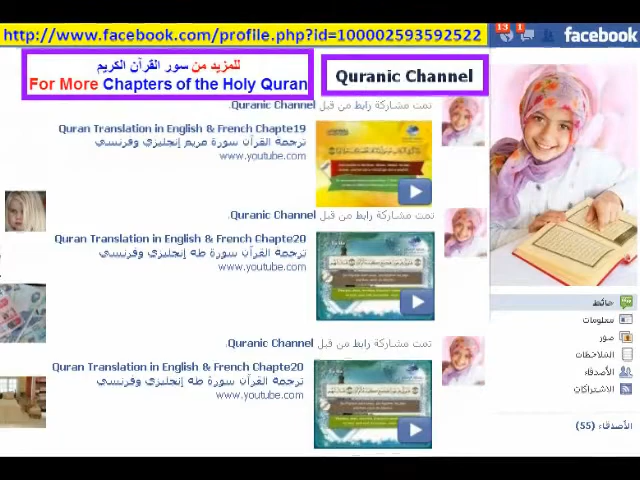 http://www.facebook.com/profile.php?id=100002593592522
13
1
facebook
للمزيد من سور القرآن الكريم
For More Chapters of the Holy Quran
Quranic Channel
تمت مشاركة رابط من قبل Quranic Channel.
Quran Translation in English & French Chapte19
ترجمة القرآن سورة مريم إنجليزي وفرنسي
www.youtube.com
تمت مشاركة رابط من قبل Quranic Channel.
Quran Translation in English & French Chapte20
ترجمة القرآن سورة طه إنجليزي وفرنسي
www.youtube.com
تمت مشاركة رابط من قبل Quranic Channel.
Quran Translation in English & French Chapte20
ترجمة القرآن سورة طه إنجليزي وفرنسي
www.youtube.com
حائط
معلومات
صور
الملاحظات
الأصدقاء
الاشتراكات
الأصدقاء (55)